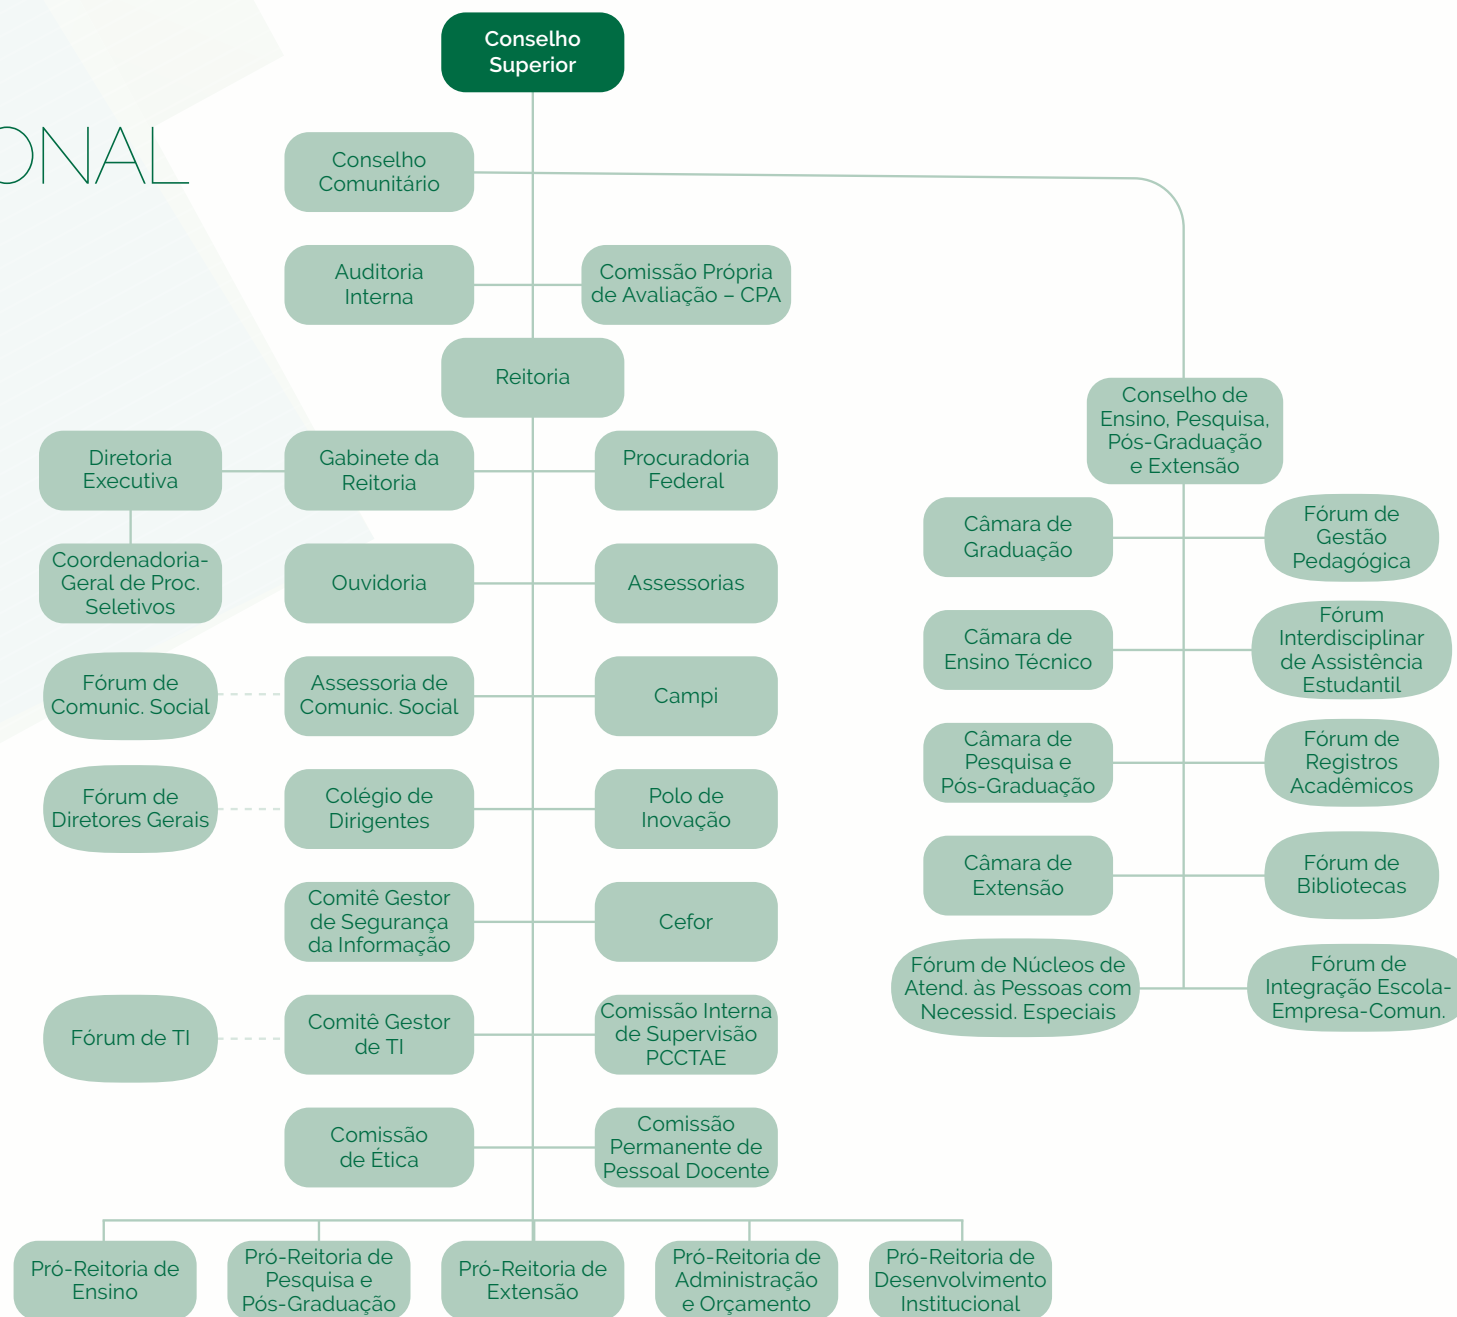 Conselho
Superior
ONAL
Conselho
Comunitário
Auditoria
Interna
Comissão Própria
de Avaliação – CPA
Reitoria
Diretoria
Executiva
Gabinete da
Reitoria
Procuradoria
Federal
Coordenadoria-
Geral de Proc.
Seletivos
Ouvidoria
Assessorias
Fórum de
Comunic. Social
Assessoria de
Comunic. Social
Campi
Fórum de
Diretores Gerais
Colégio de
Dirigentes
Polo de
Inovação
Comitê Gestor
de Segurança
da Informação
Cefor
Fórum de TI
Comitê Gestor
de TI
Comissão Interna
de Supervisão
PCCTAE
Comissão
de Ética
Comissão
Permanente de
Pessoal Docente
Pró-Reitoria de
Ensino
Pró-Reitoria de
Pesquisa e
Pós-Graduação
Pró-Reitoria de
Extensão
Pró-Reitoria de
Administração
e Orçamento
Pró-Reitoria de
Desenvolvimento
Institucional
Conselho de
Ensino, Pesquisa,
Pós-Graduação
e Extensão
Câmara de
Graduação
Fórum de
Gestão
Pedagógica
Cãmara de
Ensino Técnico
Fórum
Interdisciplinar
de Assistência
Estudantil
Câmara de
Pesquisa e
Pós-Graduação
Fórum de
Registros
Acadêmicos
Câmara de
Extensão
Fórum de
Bibliotecas
Fórum de Núcleos de
Atend. às Pessoas com
Necessid. Especiais
Fórum de
Integração Escola-
Empresa-Comun.